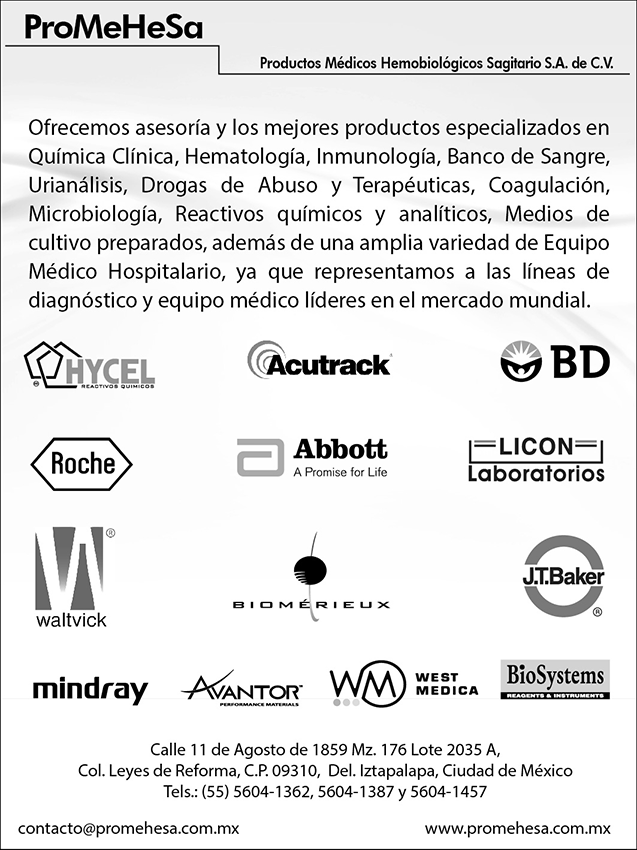 ProMeHeSa
Productos Médicos Hemobiológicos Sagitario S.A. de C.V.
Ofrecemos asesoría y los mejores productos especializados en
Química Clínica, Hematología, Inmunología, Banco de Sangre,
Urianálisis, Drogas de Abuso y Terapéuticas, Coagulación,
Microbiología, Reactivos químicos y analíticos, Medios de
cultivo preparados, además de una amplia variedad de Equipo
Médico Hospitalario, ya que representamos a las líneas de
diagnóstico y equipo médico líderes en el mercado mundial.
HYCEL
REACTIVOS QUIMICOS
Acutrack
BD
Roche
Abbott
A Promise for Life
LICON
Laboratorios
W®
waltvick
BIOMÉRIEUX
J.T.Baker
®
mindray
AVANTOR™
PERFORMANCE MATERIALS
WM
WEST
MEDICA
BioSystems
REAGENTS & INSTRUMENTS
Calle 11 de Agosto de 1859 Mz. 176 Lote 2035 A,
Col. Leyes de Reforma, C.P. 09310, Del. Iztapalapa, Ciudad de México
Tels.: (55) 5604-1362, 5604-1387 y 5604-1457
contacto@promehesa.com.mx
www.promehesa.com.mx